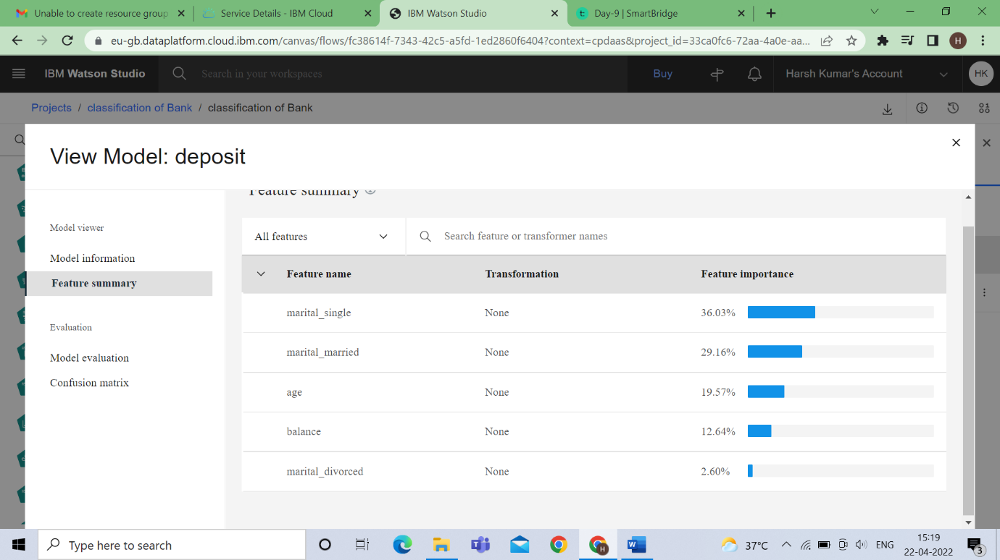 Unable to create resource group
Service Details - IBM Cloud
IBM Watson Studio
t: Day-9 | SmartBridge
eu-gb.dataplatform.cloud.ibm.com/canvas/flows/fc38614f-7343-42c5-a5fd-1ed2860f6404?context=cpdaas&project_id=33ca0fc6-72aa-4a0e-aa...
H
IBM Watson Studio
Search in your workspaces
Buy
Harsh Kumar's Account
HK
Projects / classification of Bank / classification of Bank
View Model: deposit
Feature summary
Model viewer
Model information
Feature summary
Evaluation
Model evaluation
Confusion matrix
All features
Search feature or transformer names
Feature name Transformation Feature importance
marital_single None 36.03%
marital_married None 29.16%
age None 19.57%
balance None 12.64%
marital_divorced None 2.60%
Type here to search
H
W
37°C
ENG
15:19
22-04-2022
3